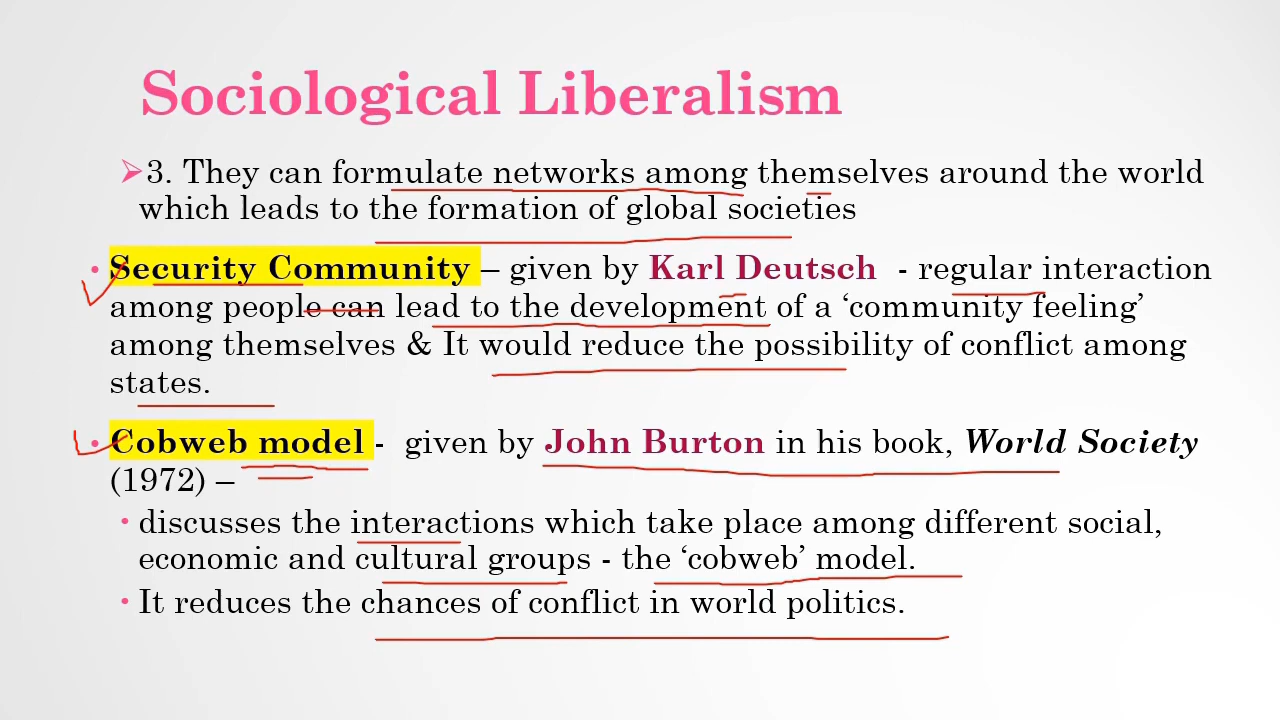 Sociological Liberalism
3. They can formulate networks among themselves around the world
which leads to the formation of global societies
Security Community – given by Karl Deutsch - regular interaction
among people can lead to the development of a ‘community feeling’
among themselves & It would reduce the possibility of conflict among
states.
Cobweb model - given by John Burton in his book, World Society
(1972) –
discusses the interactions which take place among different social,
economic and cultural groups - the ‘cobweb’ model.
It reduces the chances of conflict in world politics.